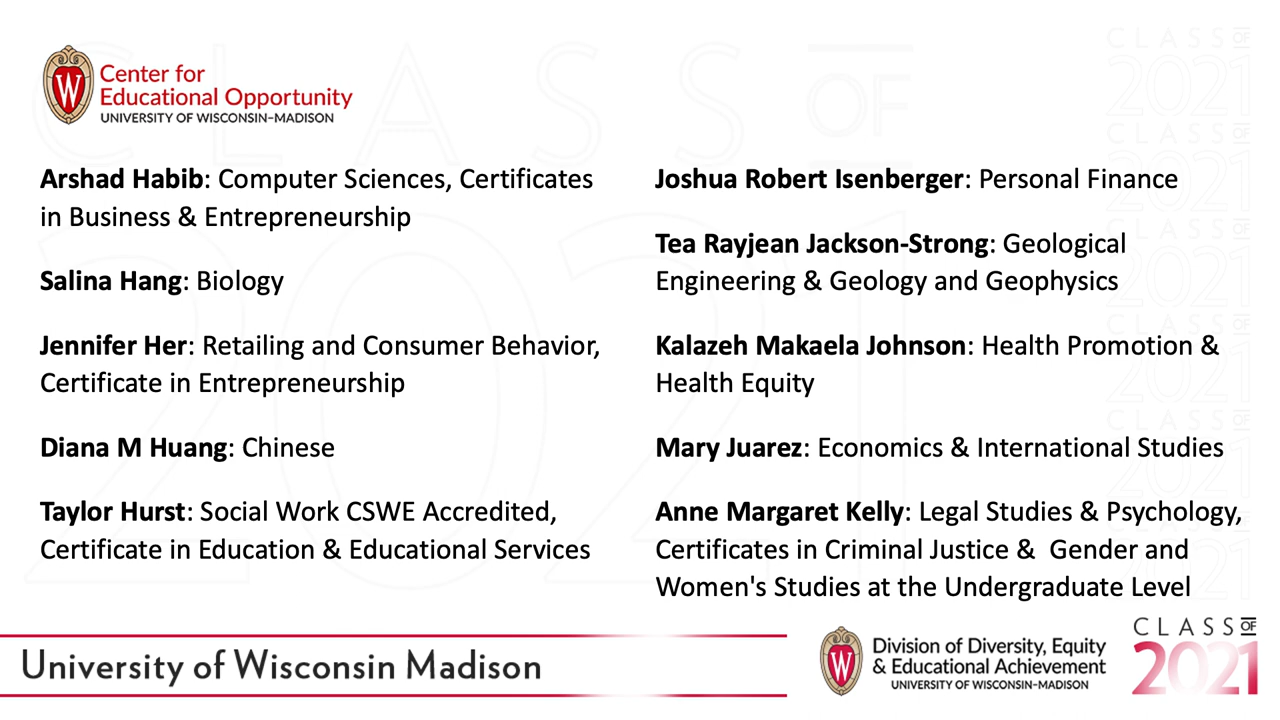 Center for
Educational Opportunity
UNIVERSITY OF WISCONSIN–MADISON
Arshad Habib: Computer Sciences, Certificates
in Business & Entrepreneurship
Salina Hang: Biology
Jennifer Her: Retailing and Consumer Behavior,
Certificate in Entrepreneurship
Diana M Huang: Chinese
Taylor Hurst: Social Work CSWE Accredited,
Certificate in Education & Educational Services
Joshua Robert Isenberger: Personal Finance
Tea Rayjean Jackson-Strong: Geological
Engineering & Geology and Geophysics
Kalazeh Makaela Johnson: Health Promotion &
Health Equity
Mary Juarez: Economics & International Studies
Anne Margaret Kelly: Legal Studies & Psychology,
Certificates in Criminal Justice &  Gender and
Women's Studies at the Undergraduate Level
University of Wisconsin Madison
W
Division of Diversity, Equity
& Educational Achievement
UNIVERSITY OF WISCONSIN–MADISON
CLASS OF
2021